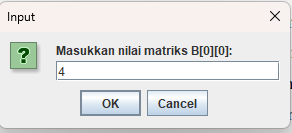 Input
Masukkan nilai matriks B[0][0]:
4
OK Cancel